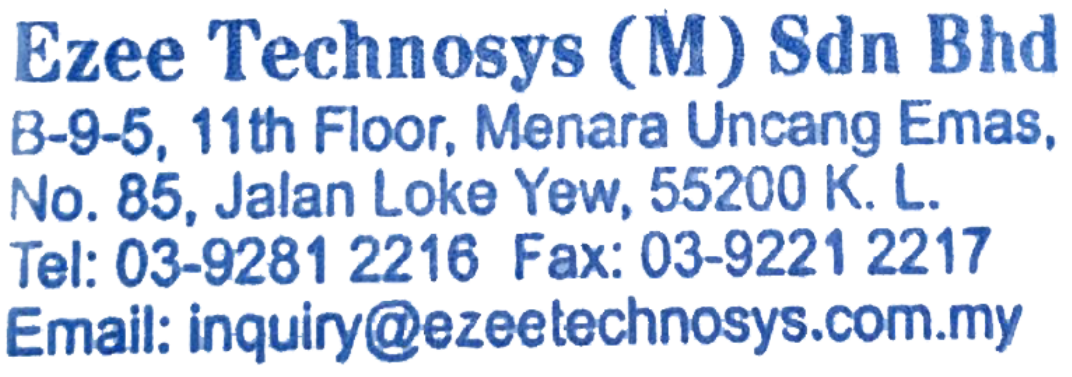 Ezee Technosys (M) Sdn Bhd
B-9-5, 11th Floor, Menara Uncang Emas,
No. 85, Jalan Loke Yew, 55200 K. L.
Tel: 03-9281 2216 Fax: 03-9221 2217
Email: inquiry@ezeetechnosys.com.my